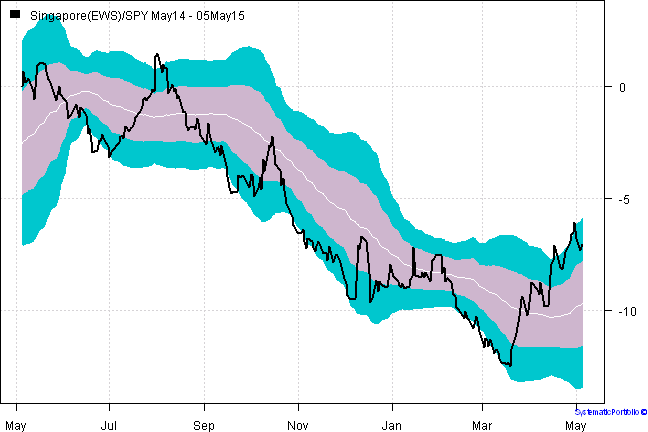 Singapore(EWS)/SPY May14 - 05May15
0
-5
-10
May Jul Sep Nov Jan Mar May
SystematicPortfolio ©